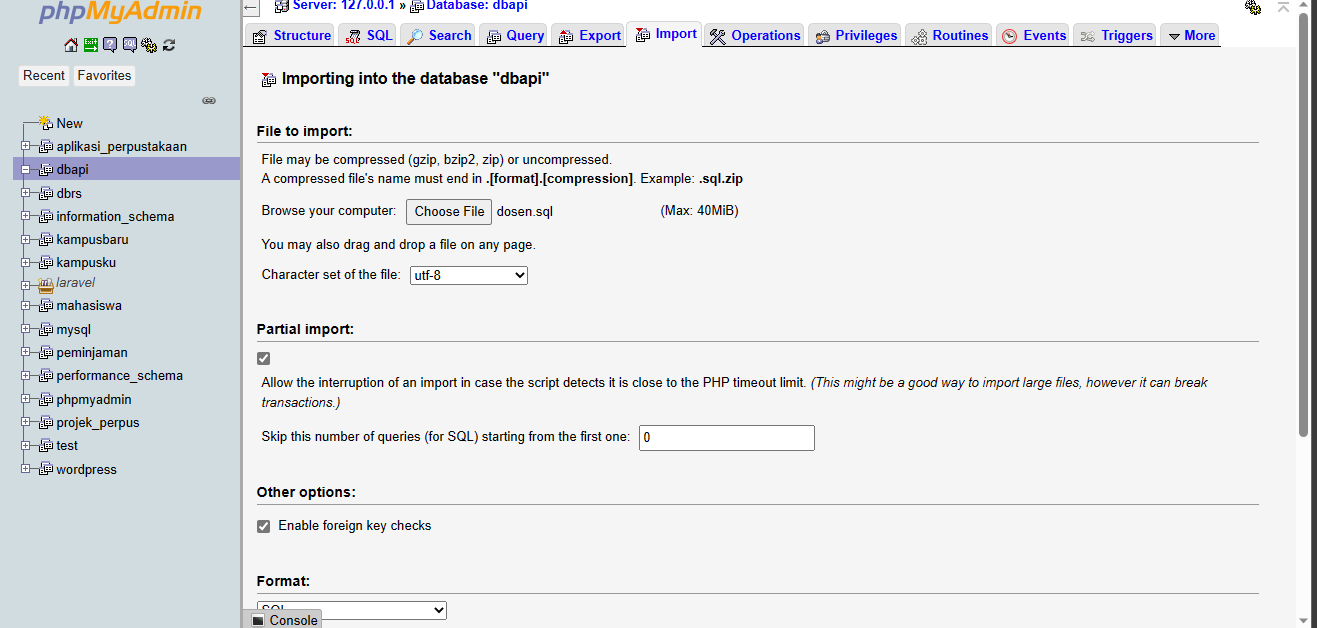 phpMyAdmin
Recent Favorites
New
aplikasi_perpustakaan
dbapi
dbrs
information_schema
kampusbaru
kampusku
laravel
mahasiswa
mysql
peminjaman
performance_schema
phpmyadmin
projek_perpus
test
wordpress
Server: 127.0.0.1 » Database: dbapi
Structure SQL Search Query Export Import Operations Privileges Routines Events Triggers More
Importing into the database "dbapi"
File to import:
File may be compressed (gzip, bzip2, zip) or uncompressed.
A compressed file's name must end in .[format].[compression]. Example: .sql.zip
Browse your computer: Choose File dosen.sql (Max: 40MiB)
You may also drag and drop a file on any page.
Character set of the file: utf-8
Partial import:
Allow the interruption of an import in case the script detects it is close to the PHP timeout limit. (This might be a good way to import large files, however it can break
transactions.)
Skip this number of queries (for SQL) starting from the first one: 0
Other options:
Enable foreign key checks
Format:
SQL
Console